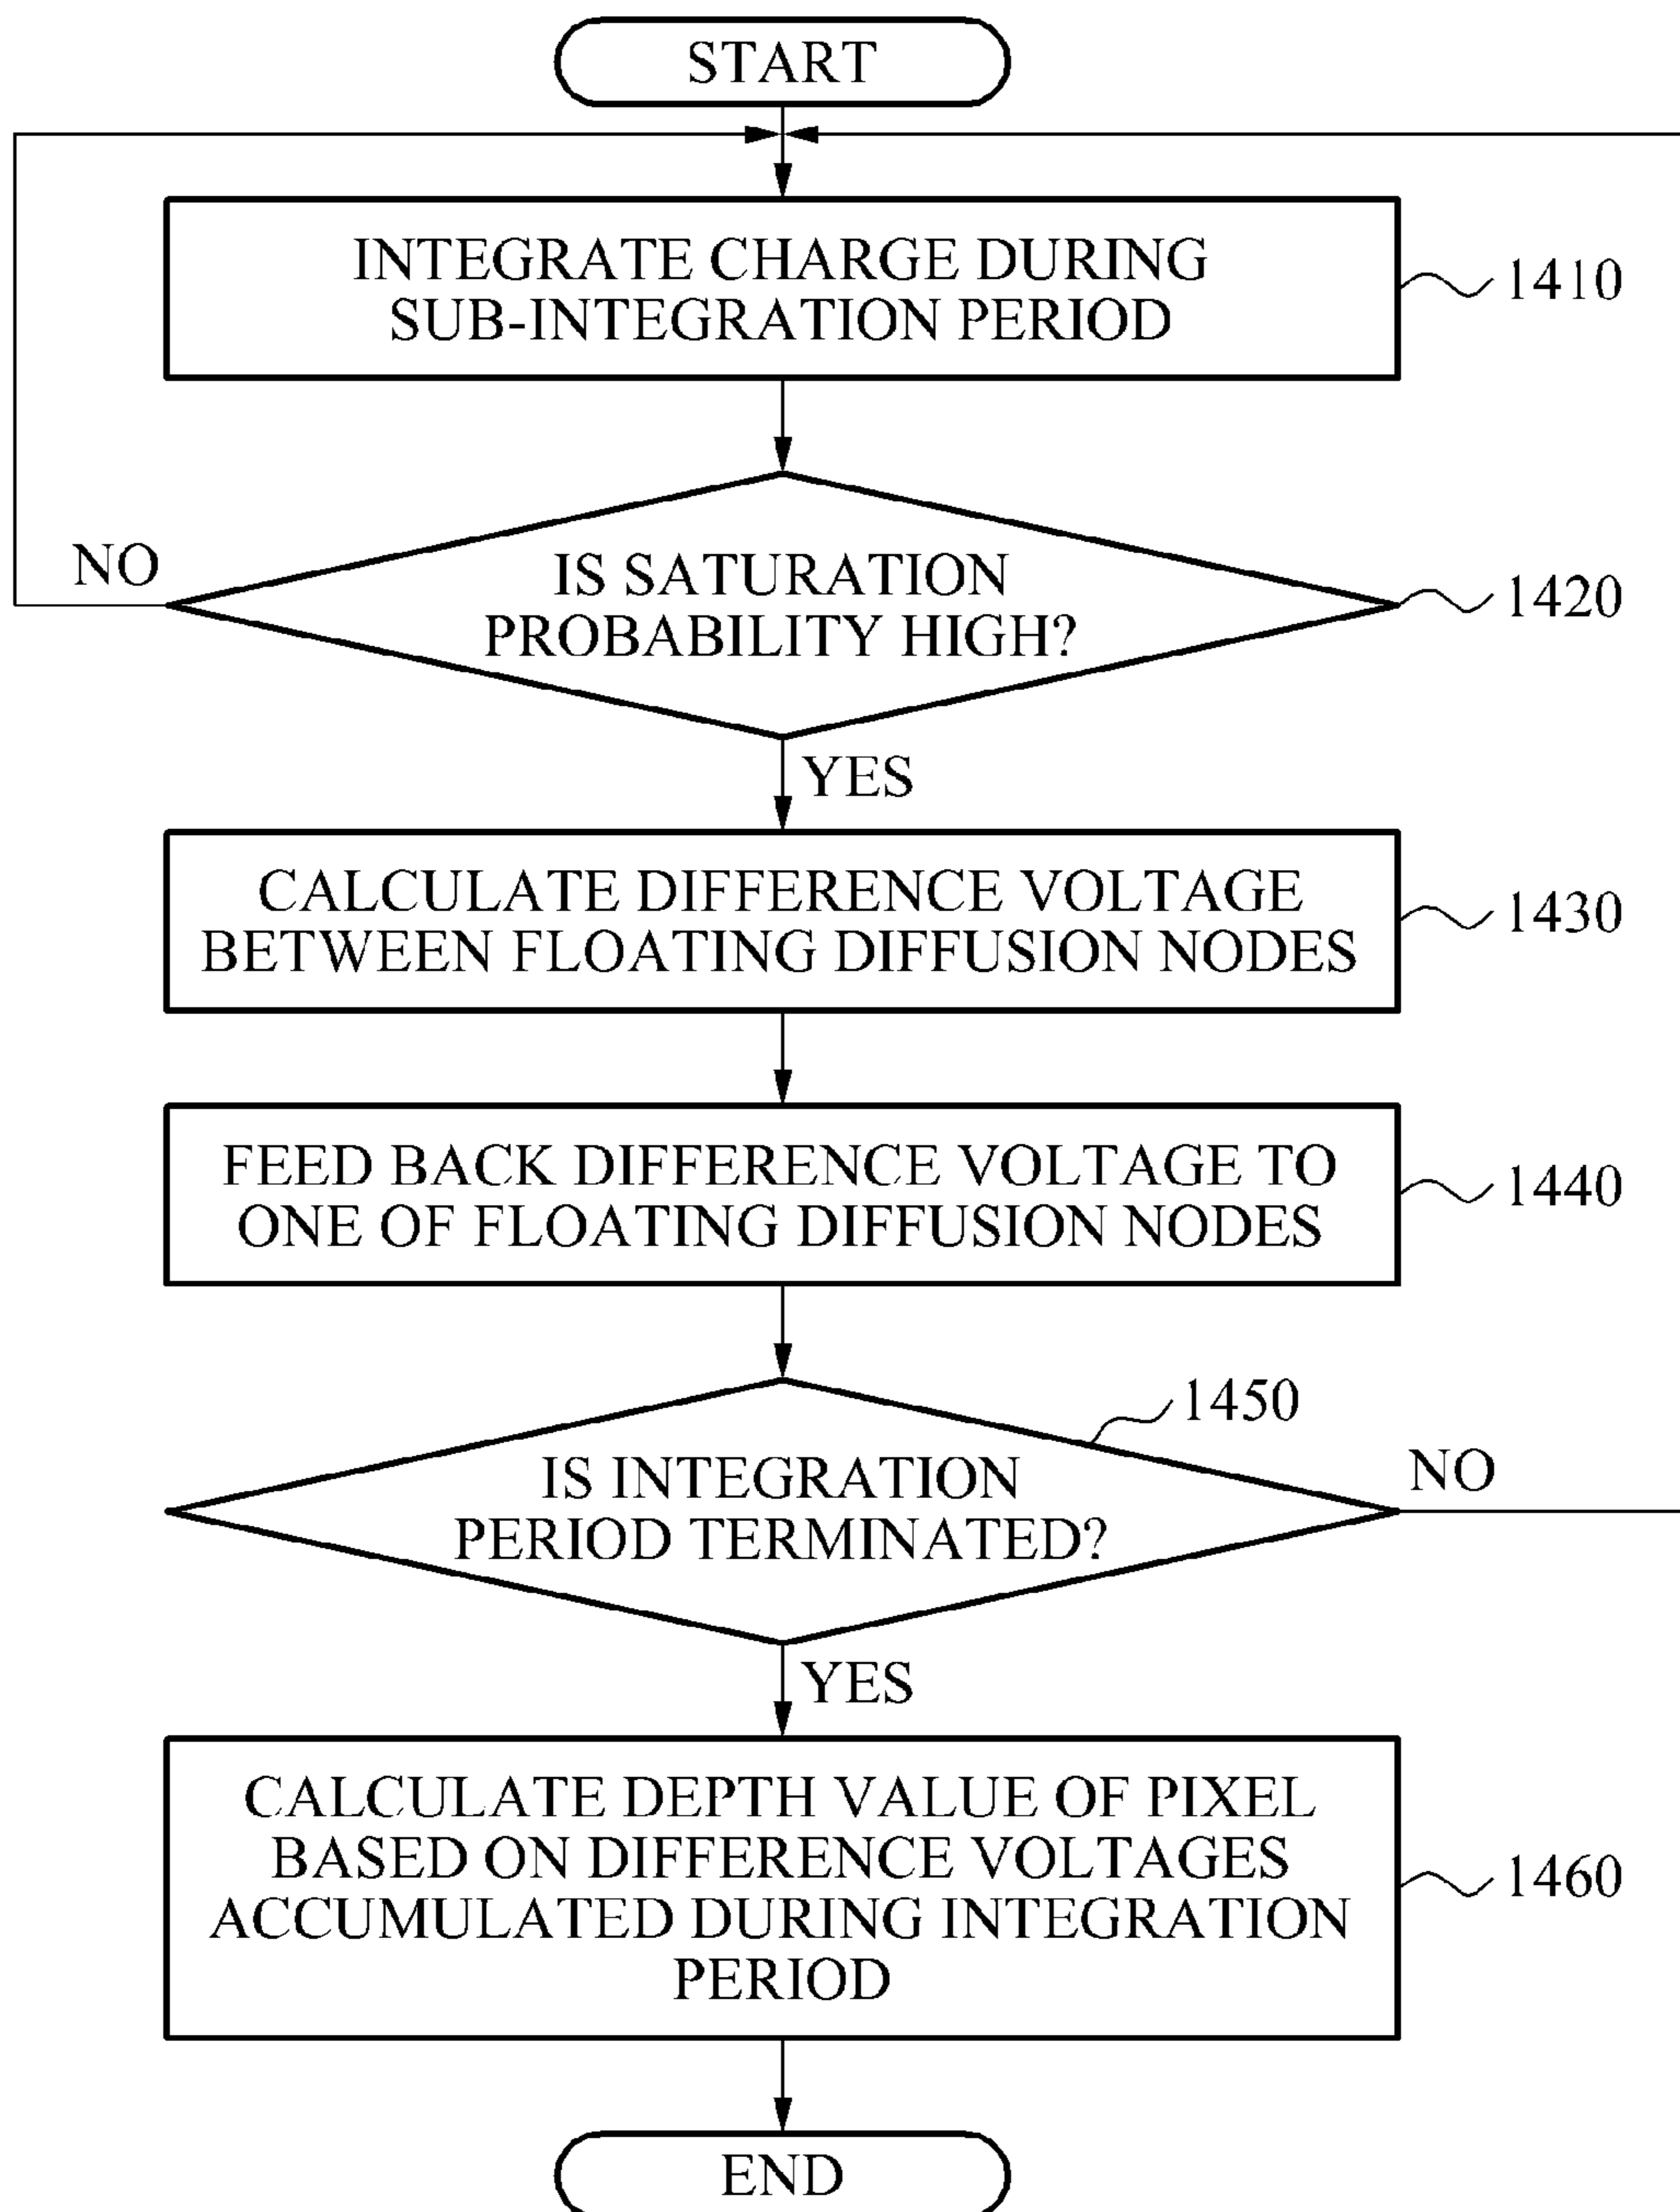 START
INTEGRATE CHARGE DURING
SUB-INTEGRATION PERIOD
1410
NO
IS SATURATION
PROBABILITY HIGH?
1420
YES
CALCULATE DIFFERENCE VOLTAGE
BETWEEN FLOATING DIFFUSION NODES
1430
FEED BACK DIFFERENCE VOLTAGE TO
ONE OF FLOATING DIFFUSION NODES
1440
1450
IS INTEGRATION
PERIOD TERMINATED?
NO
YES
CALCULATE DEPTH VALUE OF PIXEL
BASED ON DIFFERENCE VOLTAGES
ACCUMULATED DURING INTEGRATION
PERIOD
1460
END